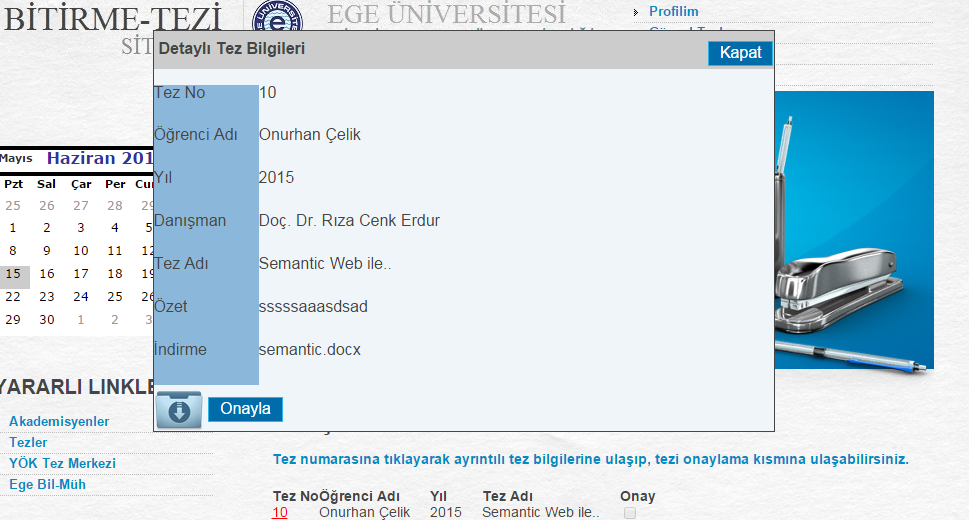 BİTİRME-TEZİ
EGE ÜNİVERSİTESİ
Profilim
SİT
Detaylı Tez Bilgileri
Kapat
Tez No 10
Öğrenci Adı Onurhan Çelik
Yıl 2015
Danışman Doç. Dr. Rıza Cenk Erdur
Tez Adı Semantic Web ile..
Özet sssssaaasdsad
İndirme semantic.docx
Onayla
Mayıs Haziran 201
Pzt Sal Çar Per Cu
25 26 27 28 29
1 2 3 4 5
8 9 10 11 12
15 16 17 18 19
22 23 24 25 26
29 30 1 2 3
YARARLI LINKLE
Akademisyenler
Tezler
YÖK Tez Merkezi
Ege Bil-Müh
Tez numarasına tıklayarak ayrıntılı tez bilgilerine ulaşıp, tezi onaylama kısmına ulaşabilirsiniz.
Tez No Öğrenci Adı Yıl Tez Adı Onay
10 Onurhan Çelik 2015 Semantic Web ile..